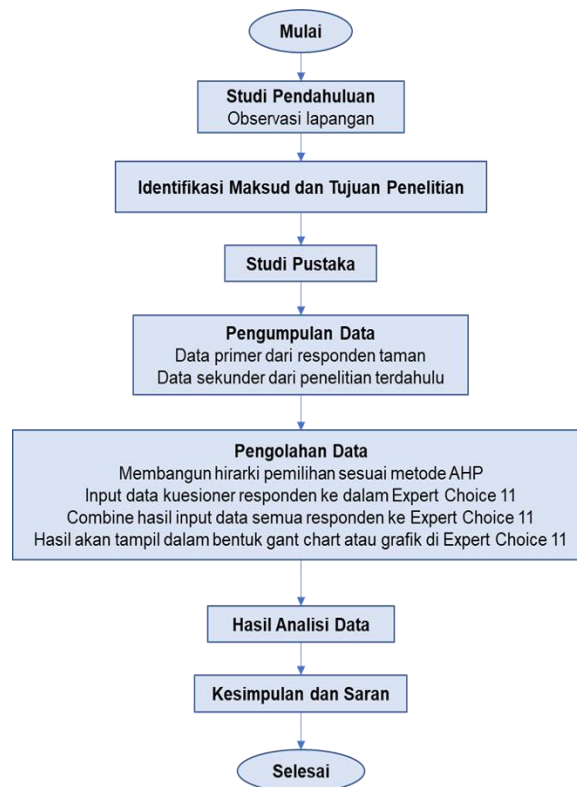 Mulai
Studi Pendahuluan
Observasi lapangan
Identifikasi Maksud dan Tujuan Penelitian
Studi Pustaka
Pengumpulan Data
Data primer dari responden taman
Data sekunder dari penelitian terdahulu
Pengolahan Data
Membangun hirarki pemilihan sesuai metode AHP
Input data kuesioner responden ke dalam Expert Choice 11
Combine hasil input data semua responden ke Expert Choice 11
Hasil akan tampil dalam bentuk gant chart atau grafik di Expert Choice 11
Hasil Analisi Data
Kesimpulan dan Saran
Selesai